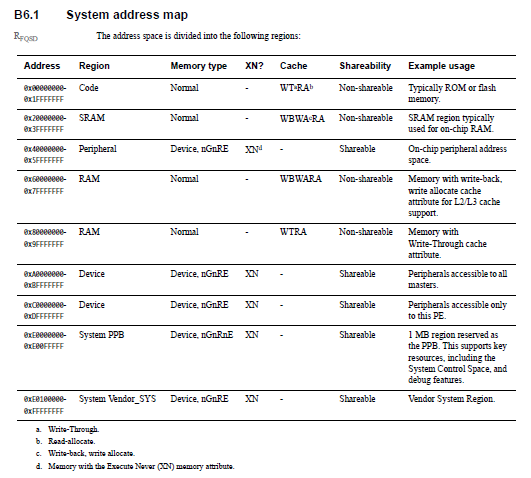 B6.1 System address map
R_FQSD The address space is divided into the following regions:
Address Region Memory type XN? Cache Shareability Example usage
0x00000000- Code Normal - WTᵃRAᵇ Non-shareable Typically ROM or flash
0x1FFFFFFF memory.
0x20000000- SRAM Normal - WBWAᶜRA Non-shareable SRAM region typically
0x3FFFFFFF used for on-chip RAM.
0x40000000- Peripheral Device, nGnRE XNᵈ - Shareable On-chip peripheral address
0x5FFFFFFF space.
0x60000000- RAM Normal - WBWARA Non-shareable Memory with write-back,
0x7FFFFFFF write allocate cache
attribute for L2/L3 cache
support.
0x80000000- RAM Normal - WTRA Non-shareable Memory with
0x9FFFFFFF Write-Through cache
attribute.
0xA0000000- Device Device, nGnRE XN - Shareable Peripherals accessible to all
0xBFFFFFFF masters.
0xC0000000- Device Device, nGnRE XN - Shareable Peripherals accessible only
0xDFFFFFFF to this PE.
0xE0000000- System PPB Device, nGnRnE XN - Shareable 1 MB region reserved as
0xE00FFFFF the PPB. This supports key
resources, including the
System Control Space, and
debug features.
0xE0100000- System Vendor_SYS Device, nGnRE XN - Shareable Vendor System Region.
0xFFFFFFFF
a. Write-Through.
b. Read-allocate.
c. Write-back, write allocate.
d. Memory with the Execute Never (XN) memory attribute.